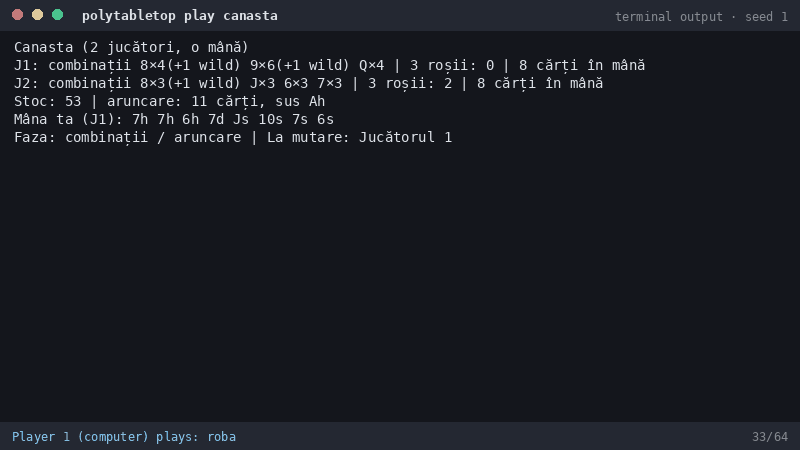 polytabletop play canasta
terminal output · seed 1
Canasta (2 jucători, o mână)
J1: combinații 8×4(+1 wild) 9×6(+1 wild) Q×4 | 3 roșii: 0 | 8 cărți în mână
J2: combinații 8×3(+1 wild) J×3 6×3 7×3 | 3 roșii: 2 | 8 cărți în mână
Stoc: 53 | aruncare: 11 cărți, sus Ah
Mâna ta (J1): 7h 7h 6h 7d Js 10s 7s 6s
Faza: combinații / aruncare | La mutare: Jucătorul 1
Player 1 (computer) plays: roba
33/64